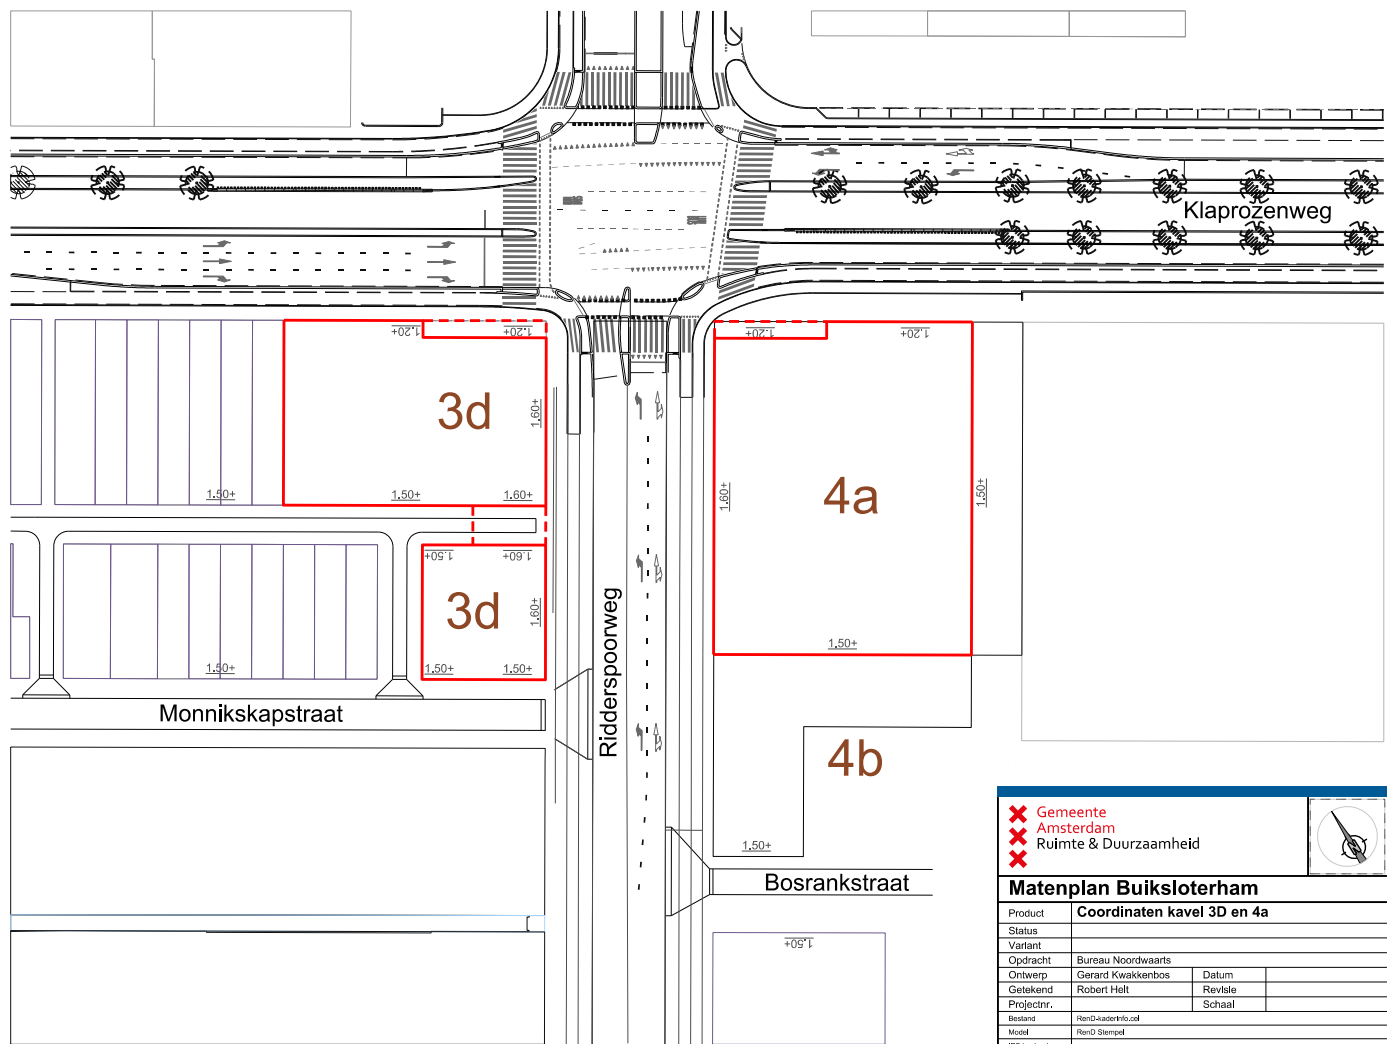 Klaprozenweg
1.20+
1.20+
1.20+
1.20+
3d
1.60+
4a
1.60+
1.50+
1.50+
1.50+
1.60+
1.50+
1.60+
3d
1.60+
1.50+
1.50+
1.50+
1.50+
Ridderspoorweg
Monnikskapstraat
4b
1.50+
Bosrankstraat
1.50+
Gemeente
Amsterdam
Ruimte & Duurzaamheid
Matenplan Buiksloterham
Product Coordinaten kavel 3D en 4a
Status
Variant
Opdracht Bureau Noordwaarts
Ontwerp Gerard Kwakkenbos Datum
Getekend Robert Helt Revisie
Projectnr. Schaal
Bestand RenD-kaderinfo.cel
Model RenD Stempel